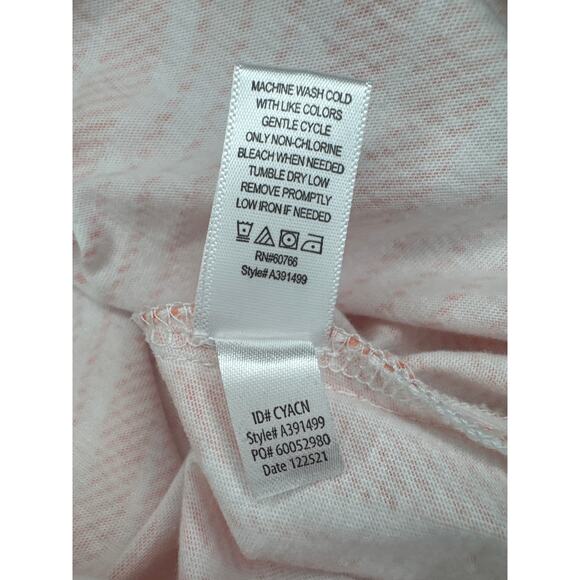 MACHINE WASH COLD
WITH LIKE COLORS
GENTLE CYCLE
ONLY NON-CHLORINE
BLEACH WHEN NEEDED
TUMBLE DRY LOW
REMOVE PROMPTLY
LOW IRON IF NEEDED
RN#60766
Style# A391499
ID# CYACN
Style# A391499
PO# 60052980
Date 122521